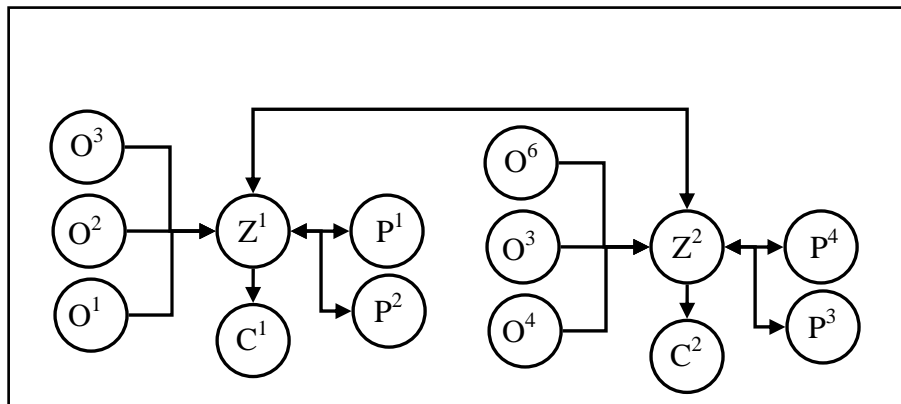 O³
O²
O¹
Z¹
C¹
P¹
P²
O⁶
O³
O⁴
Z²
C²
P⁴
P³